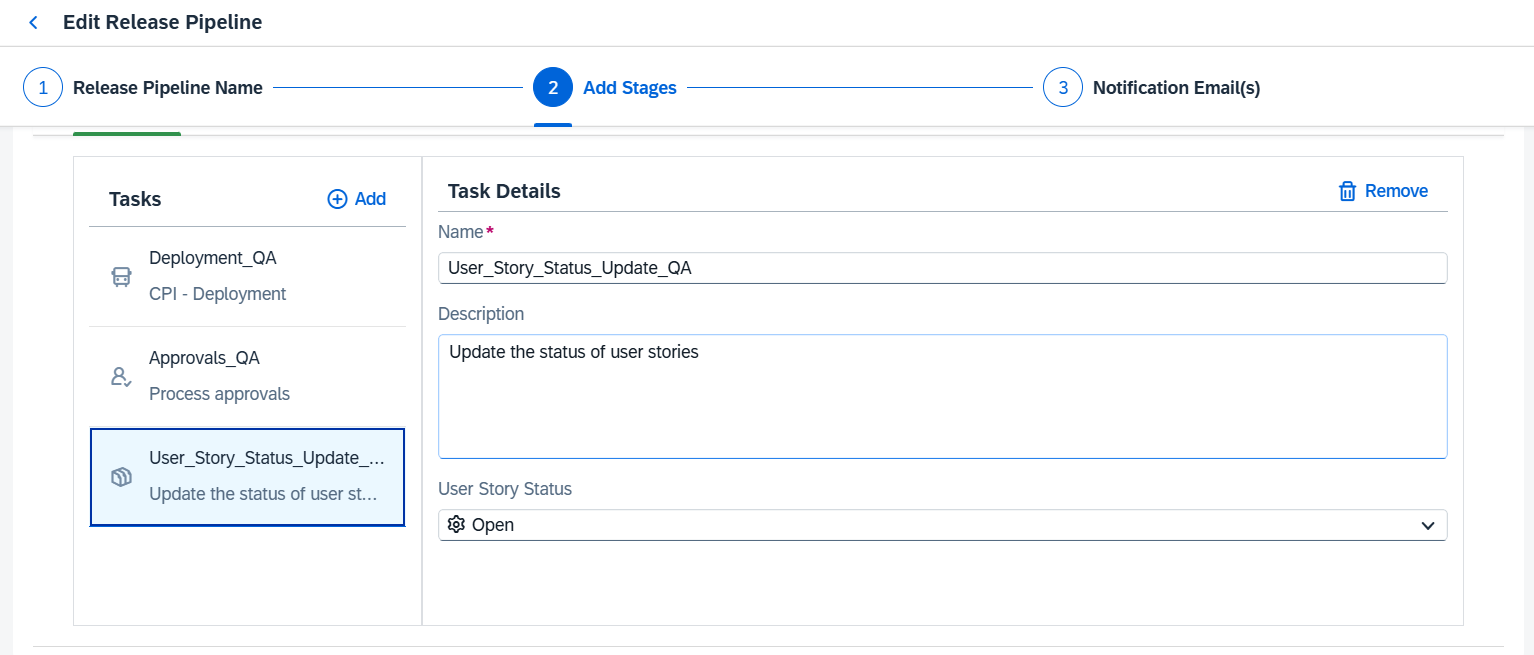 Edit Release Pipeline
1 Release Pipeline Name
2 Add Stages
3 Notification Email(s)
Tasks
Add
Deployment_QA
CPI - Deployment
Approvals_QA
Process approvals
User_Story_Status_Update_...
Update the status of user st...
Task Details
Remove
Name*
User_Story_Status_Update_QA
Description
Update the status of user stories
User Story Status
Open